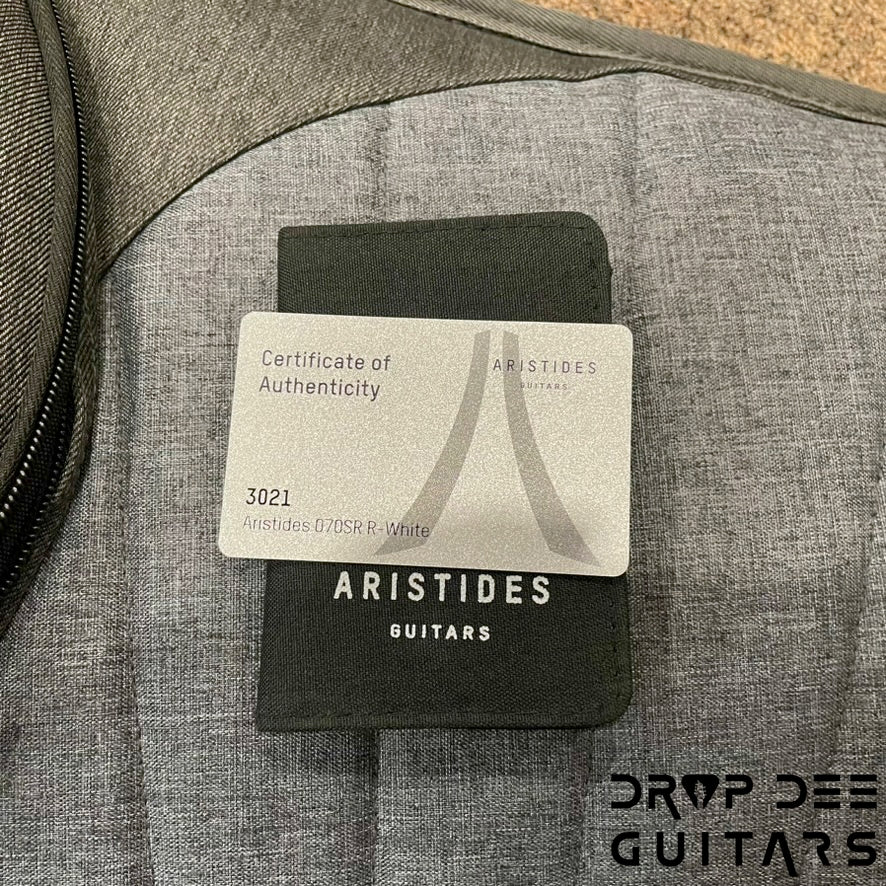 Certificate of
Authenticity
ARISTIDES
GUITARS
3021
Aristides 070SR R-White
ARISTIDES
GUITARS
DROP DEE
GUITARS